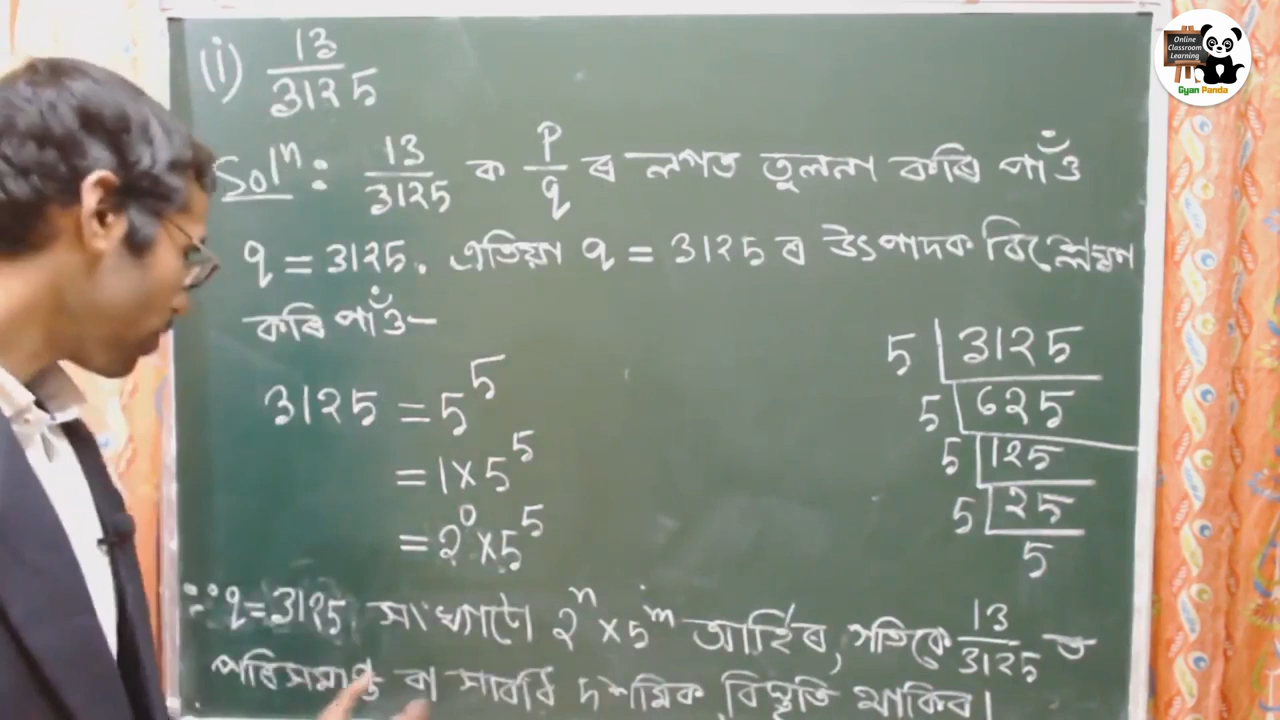 (i) 13/3125
Solⁿ: 13/3125 ক p/q ৰ লগত তুলনা কৰি পাওঁ
q = 3125. এতিয়া q = 3125 ৰ উৎপাদক বিশ্লেষণ
কৰি পাওঁ–
3125 = 5⁵
= 1×5⁵
= 2⁰×5⁵
5 | 3125
5 | 625
5 | 125
5 | 25
5
∵ q = 3125 সংখ্যাটো 2ⁿ×5ᵐ আৰ্হিৰ, গতিকে 13/3125 ত
পৰিসমাপ্ত বা সাবধি দশমিক বিস্তৃতি থাকিব।
Online
Classroom
Learning
Gyan Panda